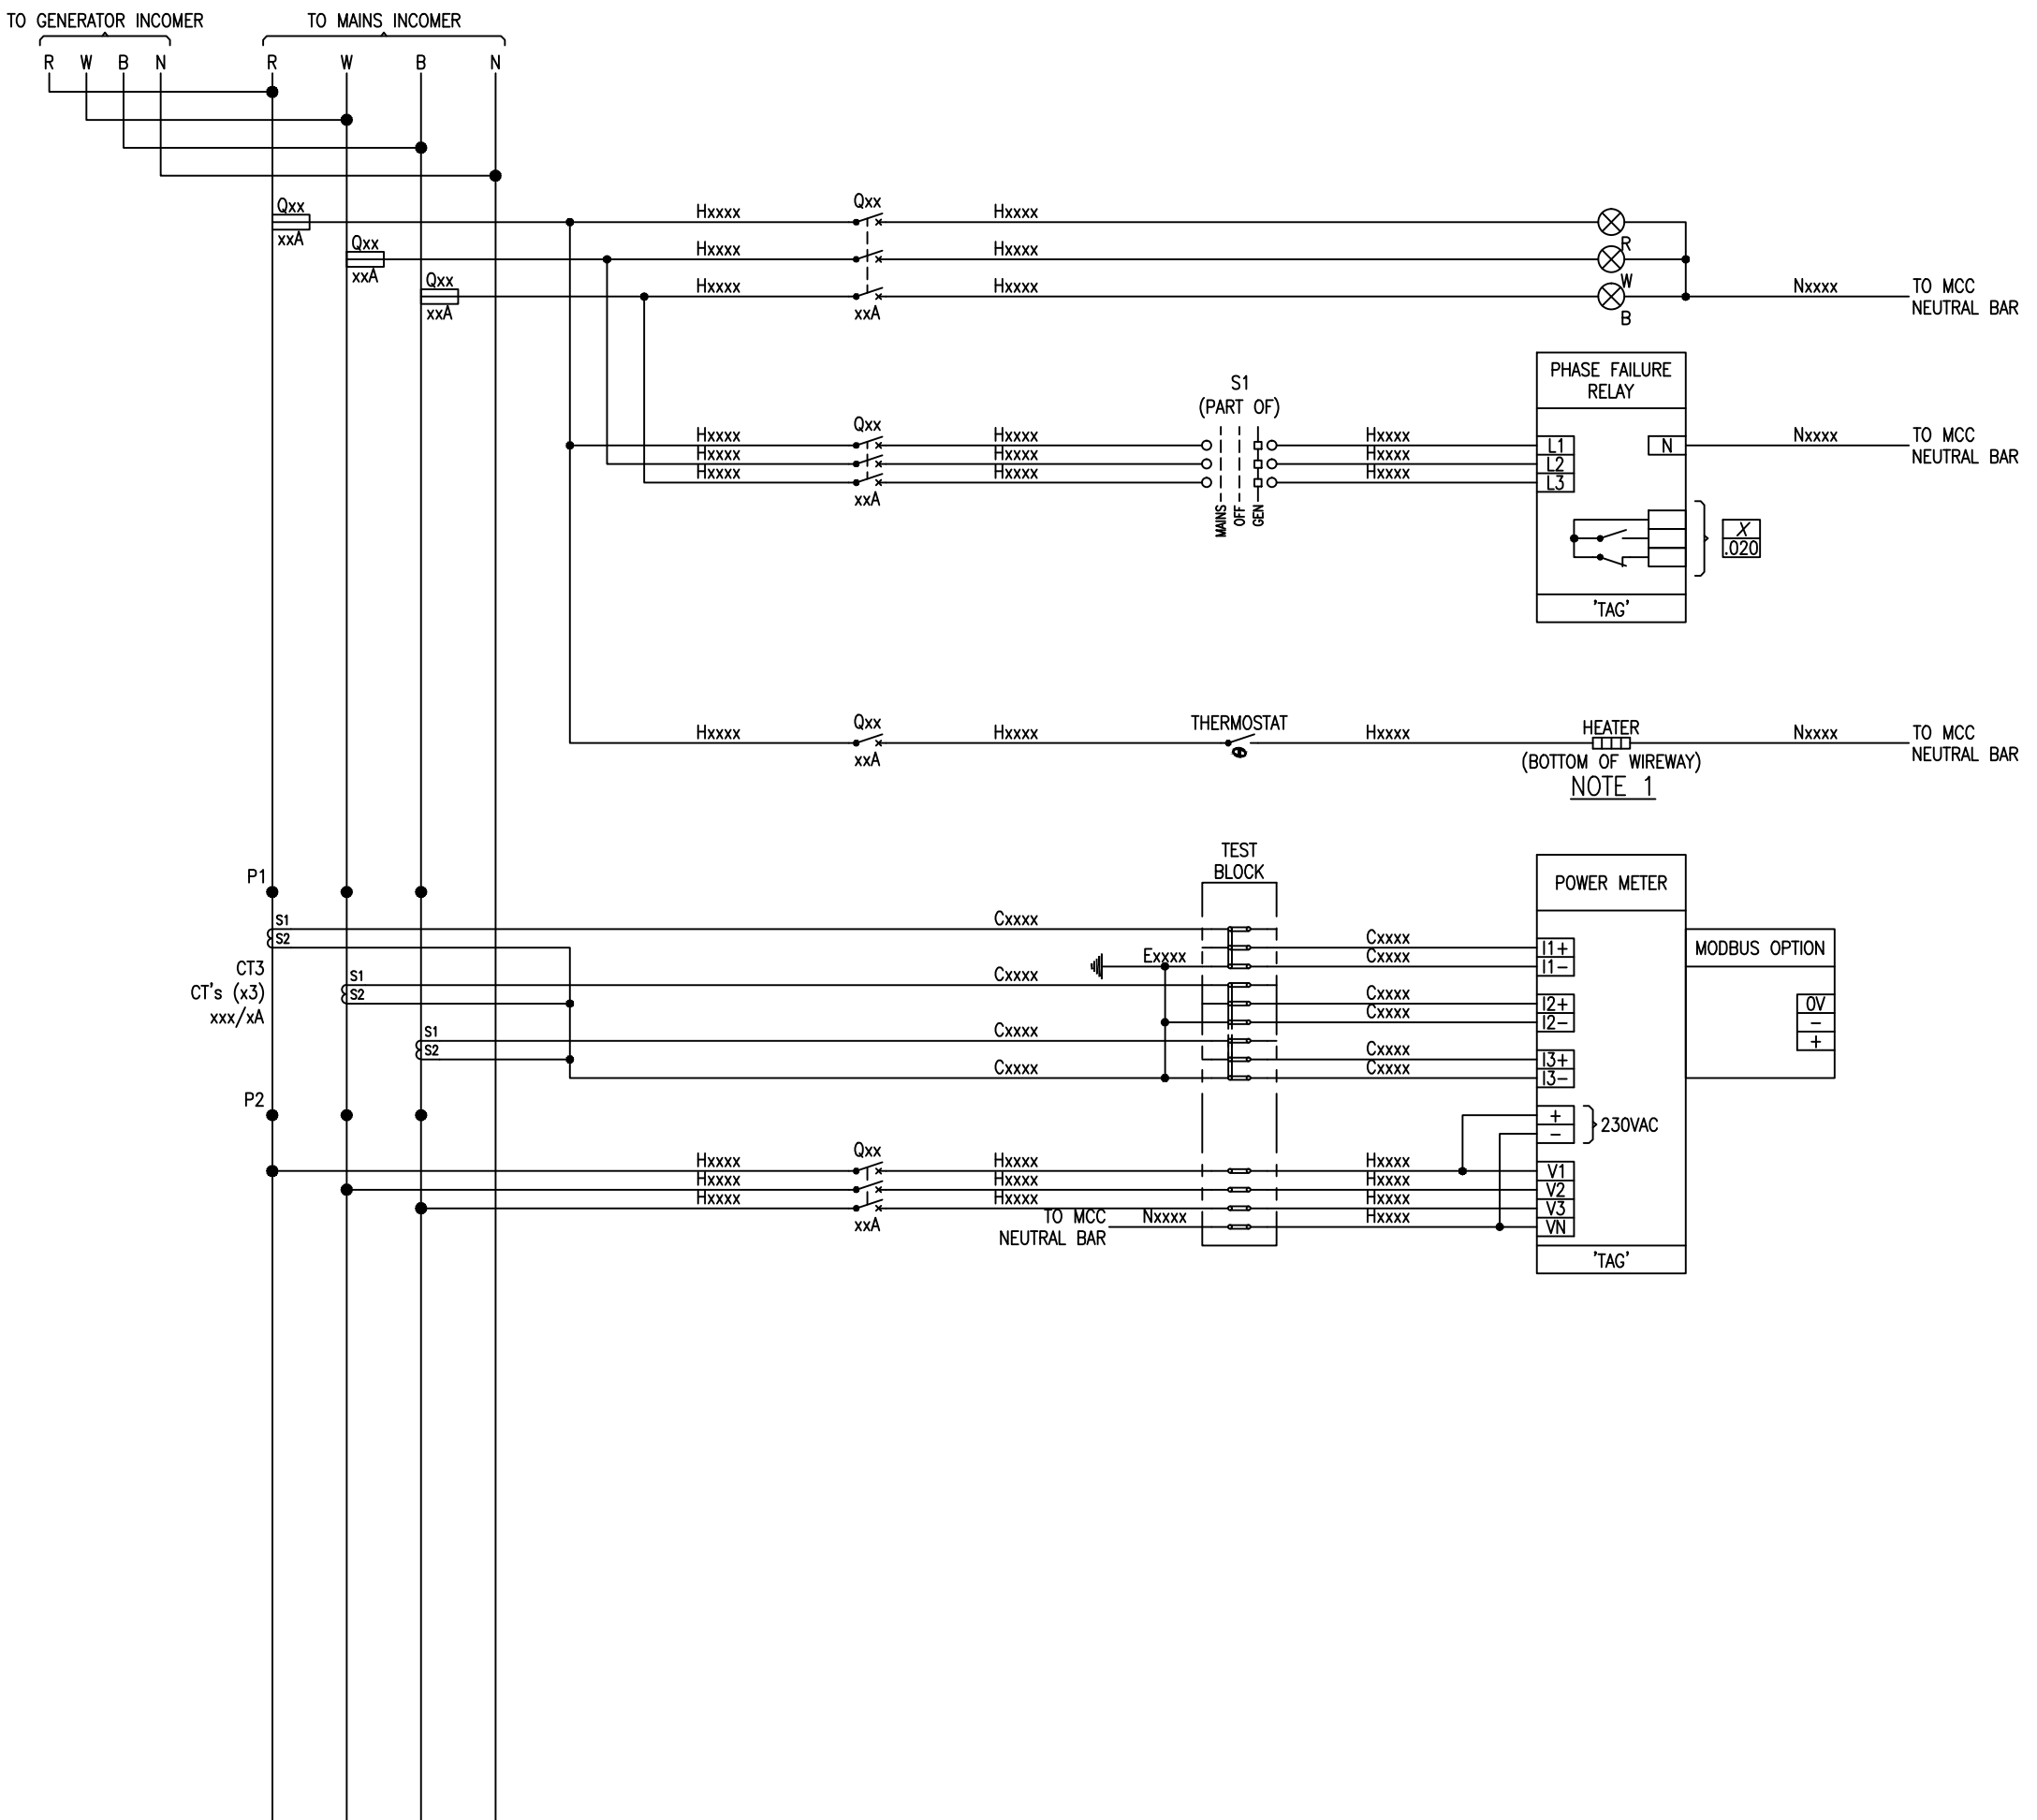 TO GENERATOR INCOMER
TO MAINS INCOMER
R W B N
R W B N
Qxx
xxA
Hxxxx
Qxx
Hxxxx
R
Qxx
xxA
Hxxxx
Hxxxx
W
Qxx
xxA
Hxxxx
xxA
Hxxxx
B
Nxxxx
TO MCC
NEUTRAL BAR
S1
(PART OF)
PHASE FAILURE
RELAY
Hxxxx
Hxxxx
Hxxxx
Qxx
xxA
Hxxxx
Hxxxx
Hxxxx
MAINS
OFF
GEN
Hxxxx
Hxxxx
Hxxxx
L1
L2
L3
N
Nxxxx
TO MCC
NEUTRAL BAR
X
.020
'TAG'
Hxxxx
Qxx
xxA
Hxxxx
THERMOSTAT
Hxxxx
HEATER
(BOTTOM OF WIREWAY)
NOTE 1
Nxxxx
TO MCC
NEUTRAL BAR
TEST
BLOCK
POWER METER
P1
S1
S2
CT3
CT's (x3)
xxx/xA
S1
S2
S1
S2
P2
Cxxxx
Cxxxx
Cxxxx
Cxxxx
Exxxx
Cxxxx
Cxxxx
Cxxxx
Cxxxx
Cxxxx
Cxxxx
I1+
I1-
I2+
I2-
I3+
I3-
MODBUS OPTION
0V
-
+
+
-
230VAC
Hxxxx
Hxxxx
Hxxxx
Qxx
xxA
Hxxxx
Hxxxx
Hxxxx
TO MCC
NEUTRAL BAR
Nxxxx
Hxxxx
Hxxxx
Hxxxx
Hxxxx
V1
V2
V3
VN
'TAG'